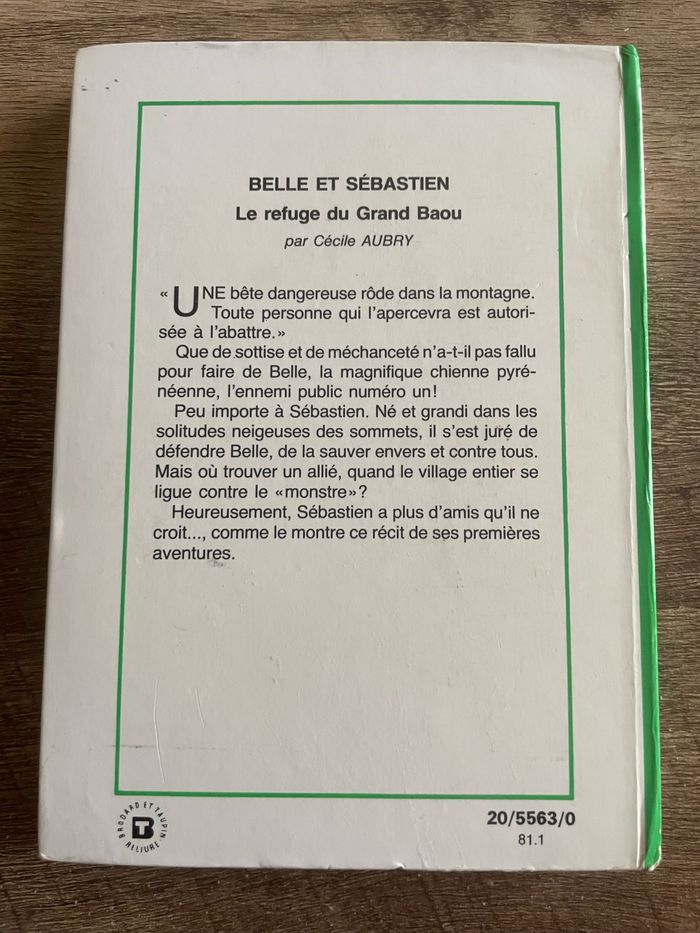 BELLE ET SÉBASTIEN
Le refuge du Grand Baou
par Cécile AUBRY
« UNE bête dangereuse rôde dans la montagne.
Toute personne qui l'apercevra est autori-
sée à l'abattre. »
Que de sottise et de méchanceté n'a-t-il pas fallu
pour faire de Belle, la magnifique chienne pyré-
néenne, l'ennemi public numéro un!
Peu importe à Sébastien. Né et grandi dans les
solitudes neigeuses des sommets, il s'est juré de
défendre Belle, de la sauver envers et contre tous.
Mais où trouver un allié, quand le village entier se
ligue contre le «monstre»?
Heureusement, Sébastien a plus d'amis qu'il ne
croit..., comme le montre ce récit de ses premières
aventures.
BRODARD ET TAUPIN
BT
RELIURE
20/5563/0
81.1